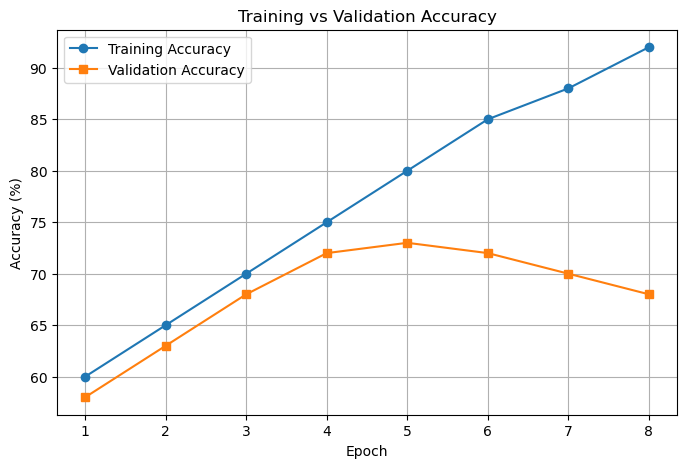 Training vs Validation Accuracy
Training Accuracy
Validation Accuracy
Accuracy (%)
90
85
80
75
70
65
60
1 2 3 4 5 6 7 8
Epoch